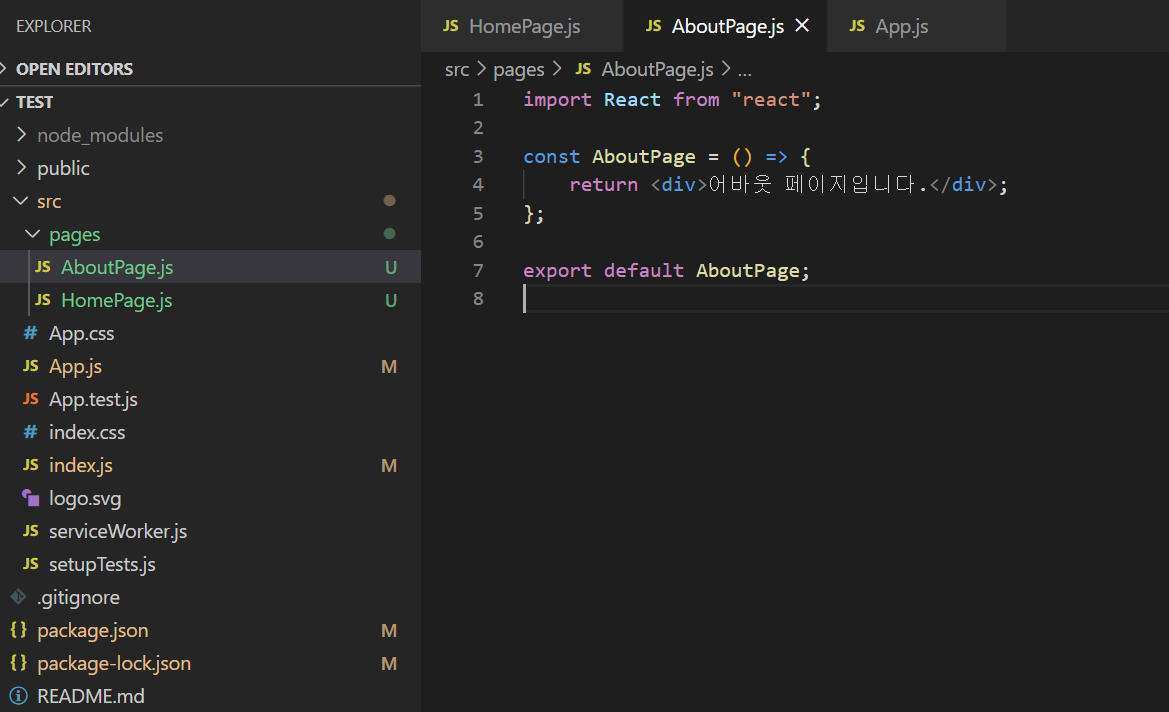 EXPLORER
OPEN EDITORS
TEST
node_modules
public
src
pages
JS AboutPage.js U
JS HomePage.js U
# App.css
JS App.js M
JS App.test.js
# index.css
JS index.js M
logo.svg
JS serviceWorker.js
JS setupTests.js
.gitignore
{} package.json M
{} package-lock.json M
README.md
JS HomePage.js JS AboutPage.js × JS App.js
src > pages > JS AboutPage.js > ...
1 import React from "react";
2
3 const AboutPage = () => {
4     return <div>어바웃 페이지입니다.</div>;
5 };
6
7 export default AboutPage;
8